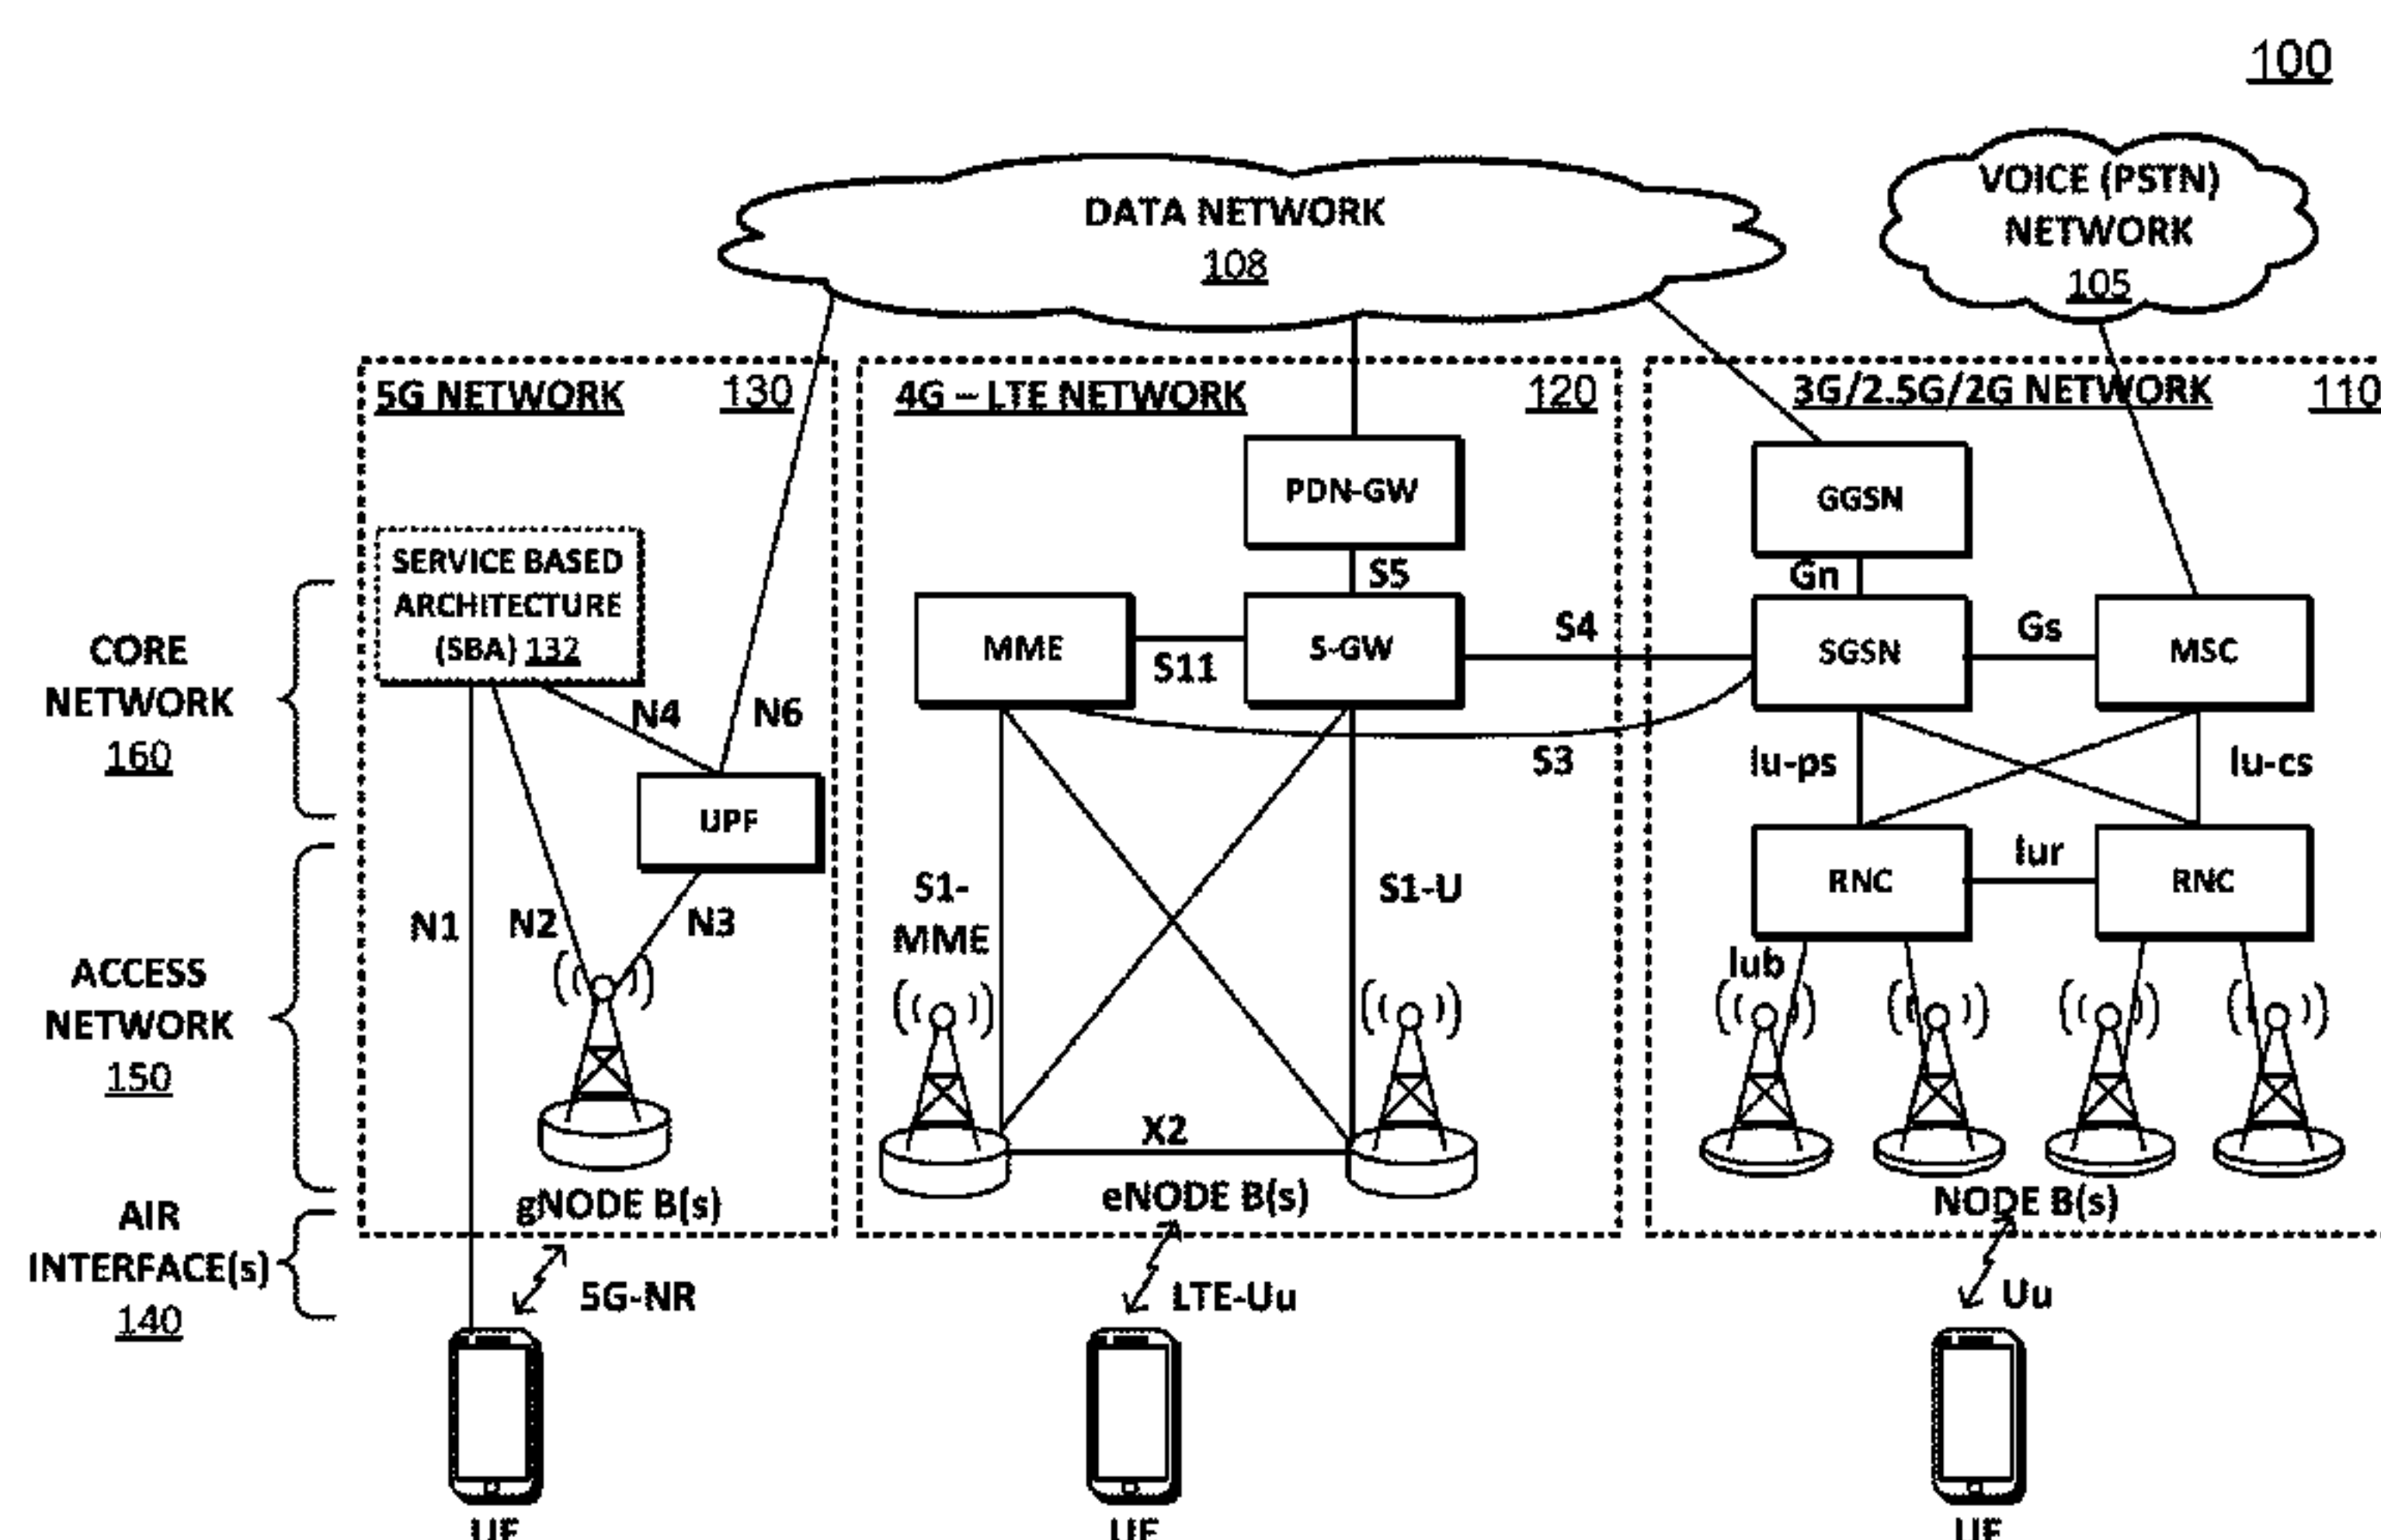 100
DATA NETWORK
108
VOICE (PSTN)
NETWORK
105
5G NETWORK
130
4G – LTE NETWORK
120
3G/2.5G/2G NETWORK
110
SERVICE BASED
ARCHITECTURE
(SBA) 132
N4
N6
UPF
N1
N2
N3
gNODE B(s)
PDN-GW
S5
MME
S11
S-GW
S4
S3
S1-
MME
S1-U
X2
eNODE B(s)
GGSN
Gn
SGSN
Gs
MSC
Iu-ps
Iu-cs
RNC
Iur
RNC
Iub
NODE B(s)
CORE
NETWORK
160
ACCESS
NETWORK
150
AIR
INTERFACE(s)
140
5G-NR
LTE-Uu
Uu
UE
UE
UE